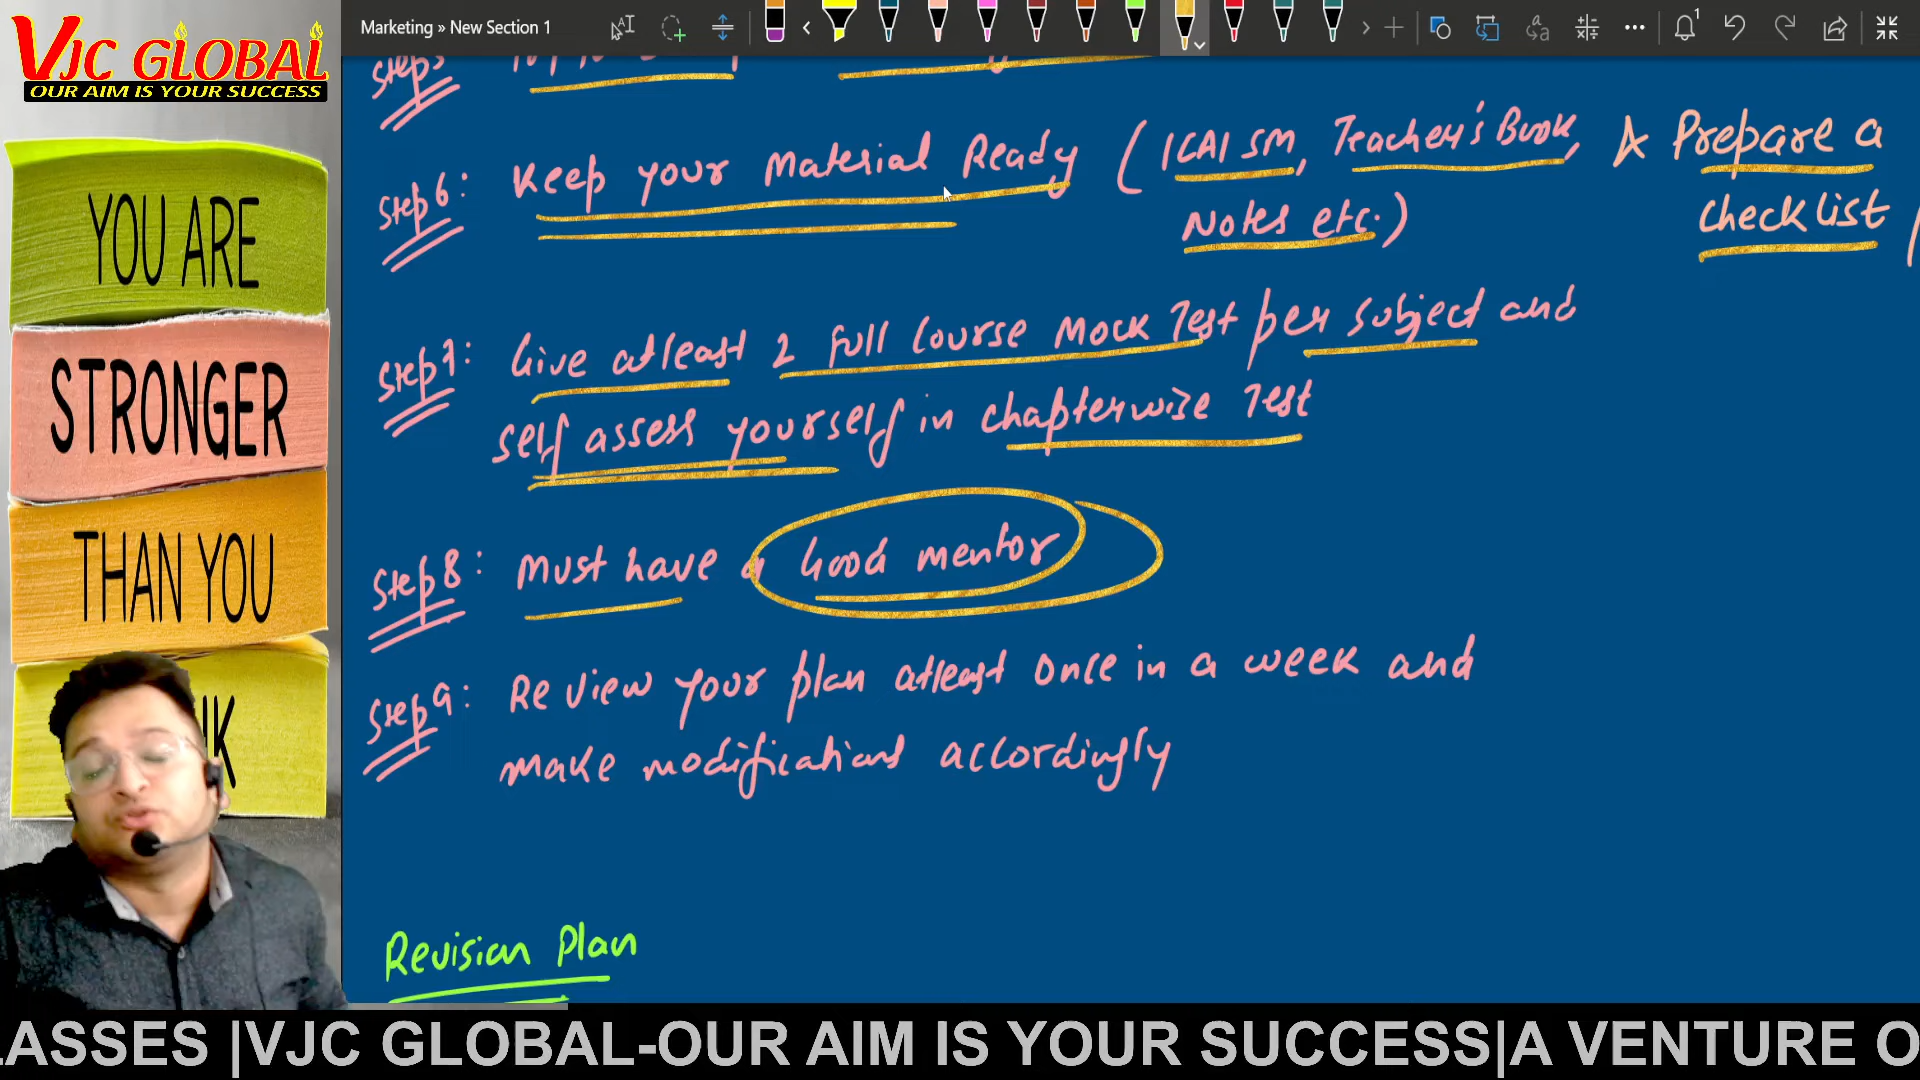 VJC GLOBAL
OUR AIM IS YOUR SUCCESS
Marketing » New Section 1
YOU ARE
STRONGER
THAN YOU
Step 5
Step 6: Keep your Material Ready ( ICAI SM, Teacher's Book, Notes etc.)
Prepare a
checklist
Step 7: Give atleast 2 full Course Mock Test per subject and
self assess yourself in chapterwise Test
Step 8: Must have a Good mentor
Step 9: Review your plan atleast once in a week and
make modifications accordingly
Revision Plan
LASSES |VJC GLOBAL-OUR AIM IS YOUR SUCCESS|A VENTURE O